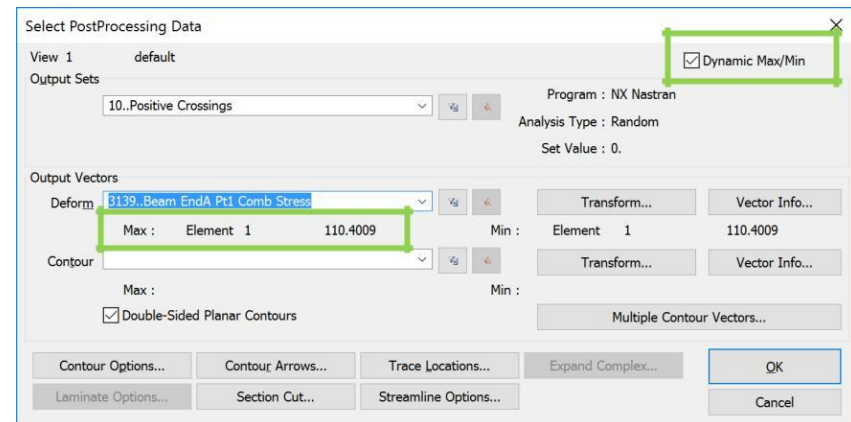 Select PostProcessing Data
View 1 default Dynamic Max/Min
Output Sets
10..Positive Crossings
Program : NX Nastran
Analysis Type : Random
Set Value : 0.
Output Vectors
Deform 3139..Beam EndA Pt1 Comb Stress Transform... Vector Info...
Max : Element 1 110.4009 Min : Element 1 110.4009
Contour Transform... Vector Info...
Max : Min :
Double-Sided Planar Contours Multiple Contour Vectors...
Contour Options... Contour Arrows... Trace Locations... Expand Complex... OK
Laminate Options... Section Cut... Streamline Options... Cancel